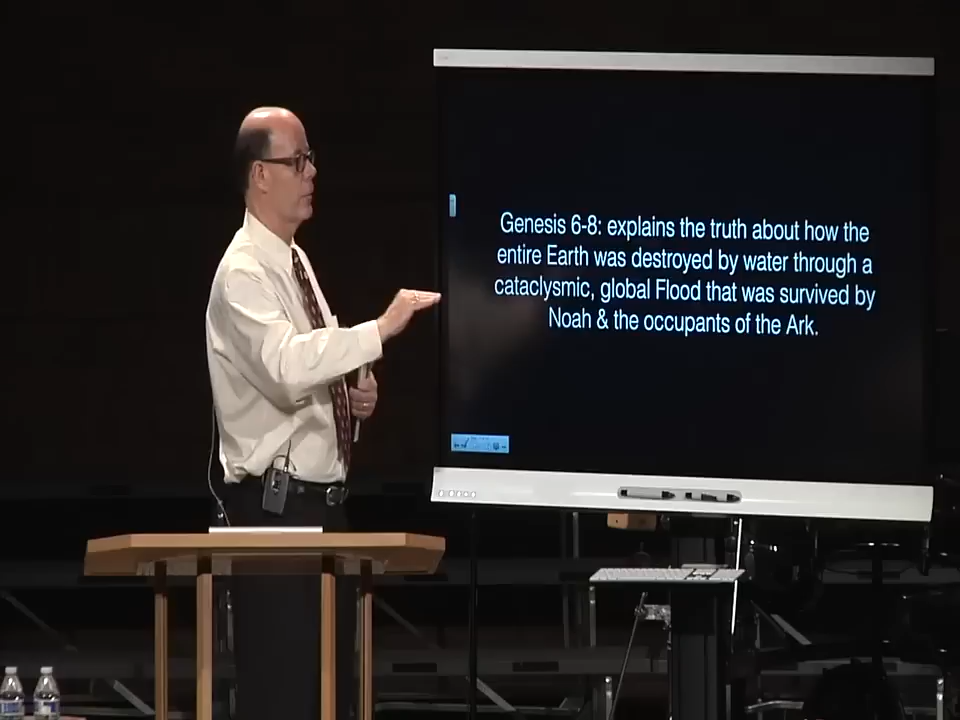 Genesis 6-8: explains the truth about how the
entire Earth was destroyed by water through a
cataclysmic, global Flood that was survived by
Noah & the occupants of the Ark.